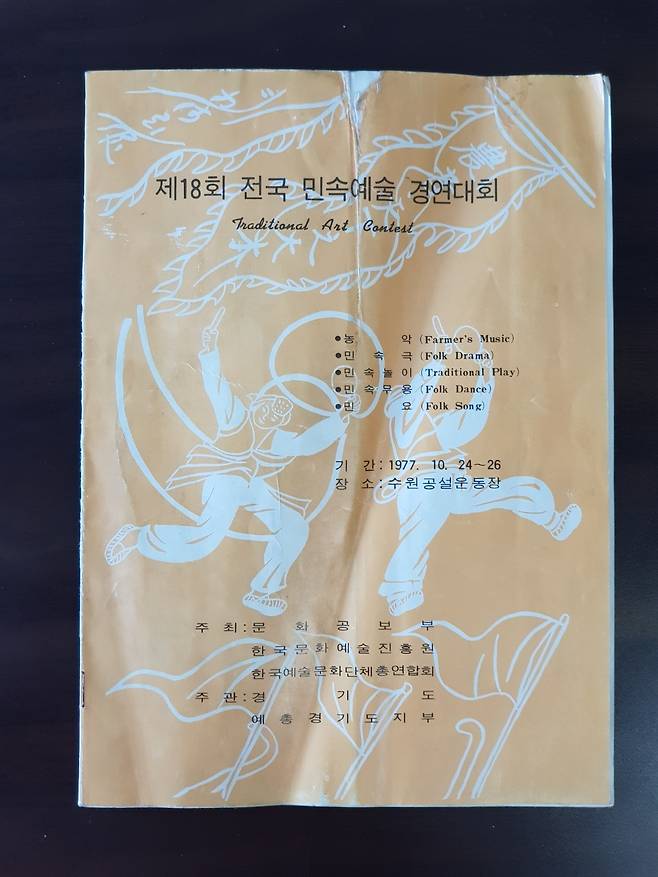 제18회 전국 민속예술 경연대회
Traditional Art Contest
●농 악 (Farmer's Music)
●민 속 극 (Folk Drama)
●민 속 놀 이 (Traditional Play)
●민 속 무 용 (Folk Dance)
●민 요 (Folk Song)
기 간 : 1977. 10. 24~26
장 소 : 수원공설운동장
주 최 : 문 화 공 보 부
한국문화예술진흥원
한국예술문화단체총연합회
주 관 : 경 기 도
예 총 경 기 도 지 부